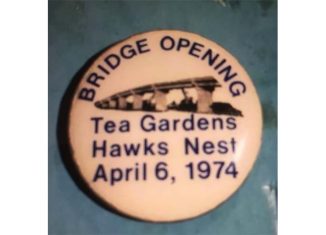 BRIDGE OPENING
Tea Gardens
Hawks Nest
April 6, 1974